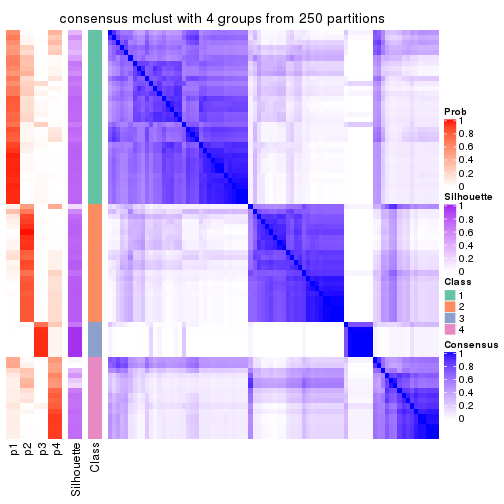 consensus mclust with 4 groups from 250 partitions
Prob
1
0.8
0.6
0.4
0.2
0
Silhouette
1
0.8
0.6
0.4
0.2
0
Class
1
2
3
4
Consensus
1
0.8
0.6
0.4
0.2
0
p1
p2
p3
p4
Silhouette
Class